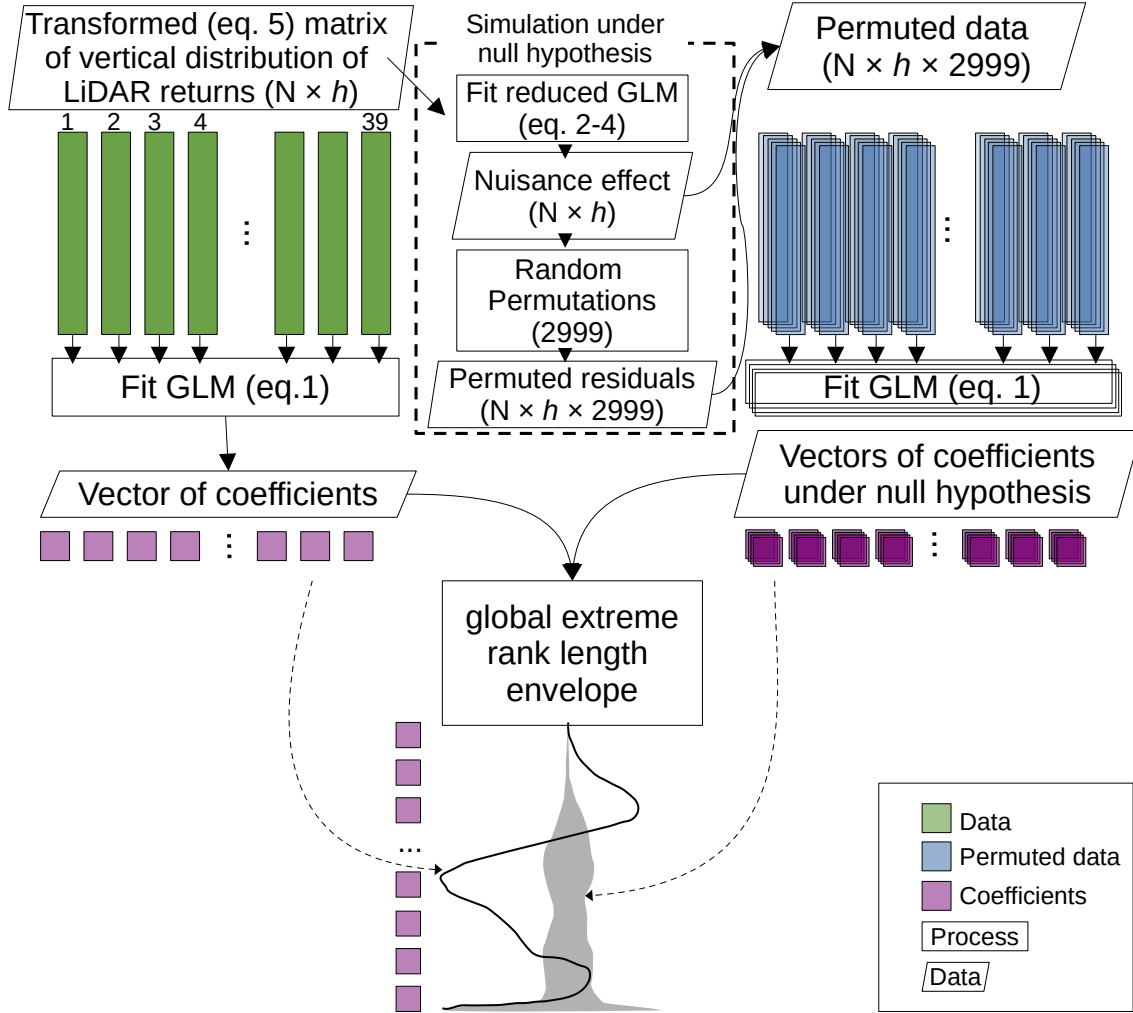 Transformed (eq. 5) matrix
of vertical distribution of
LiDAR returns (N × h)
1 2 3 4 39
⋮
Fit GLM (eq.1)
Vector of coefficients
⋮
Simulation under
null hypothesis
Fit reduced GLM
(eq. 2-4)
Nuisance effect
(N × h)
Random
Permutations
(2999)
Permuted residuals
(N × h × 2999)
Permuted data
(N × h × 2999)
⋮
Fit GLM (eq. 1)
Vectors of coefficients
under null hypothesis
⋮
global extreme
rank length
envelope
...
Data
Permuted data
Coefficients
Process
Data